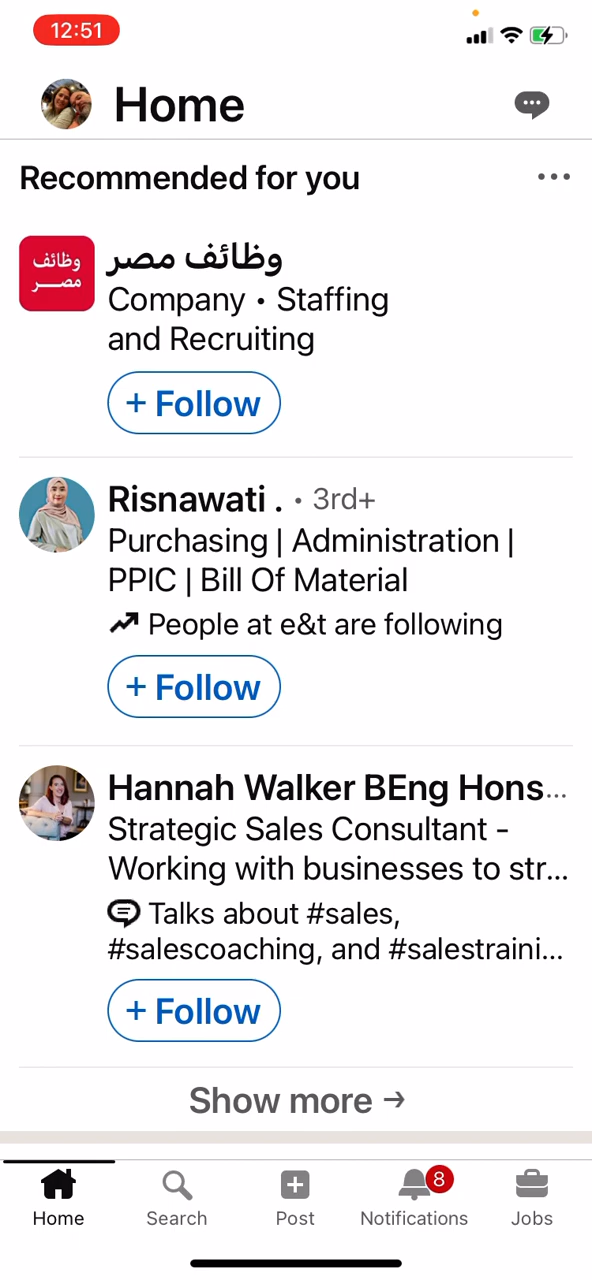 12:51
Home
Recommended for you
وظائف
مصر
وظائف مصر
Company • Staffing
and Recruiting
+ Follow
Risnawati . • 3rd+
Purchasing | Administration |
PPIC | Bill Of Material
People at e&t are following
+ Follow
Hannah Walker BEng Hons...
Strategic Sales Consultant -
Working with businesses to str...
Talks about #sales,
#salescoaching, and #salestraini...
+ Follow
Show more →
8
Home Search Post Notifications Jobs